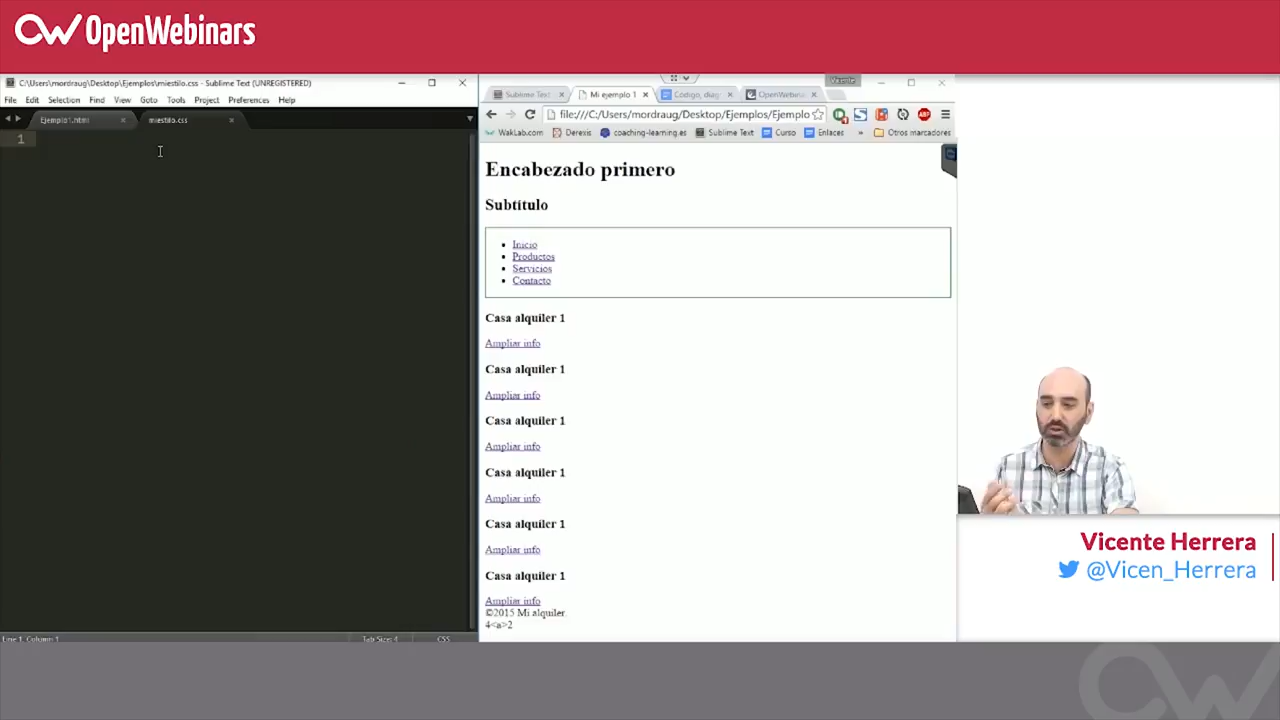 OpenWebinars
C:\Users\mordraug\Desktop\Ejemplos\miestilo.css - Sublime Text (UNREGISTERED)
File Edit Selection Find View Goto Tools Project Preferences Help
Ejemplo1.html
miestilo.css
1
Line 1, Column 1
Tab Size: 4
CSS
Vicente
Sublime Text
Mi ejemplo 1
Codigo, diag
OpenWebin
file:///C:/Users/mordraug/Desktop/Ejemplos/Ejemplo
WakLab.com Derexis coaching-learning.es Sublime Text Curso Enlaces » Otros marcadores
Encabezado primero
Subtítulo
Inicio
Productos
Servicios
Contacto
Casa alquiler 1
Ampliar info
Casa alquiler 1
Ampliar info
Casa alquiler 1
Ampliar info
Casa alquiler 1
Ampliar info
Casa alquiler 1
Ampliar info
Casa alquiler 1
Ampliar info
©2015 Mi alquiler.
4<a>2
Vicente Herrera
@Vicen_Herrera